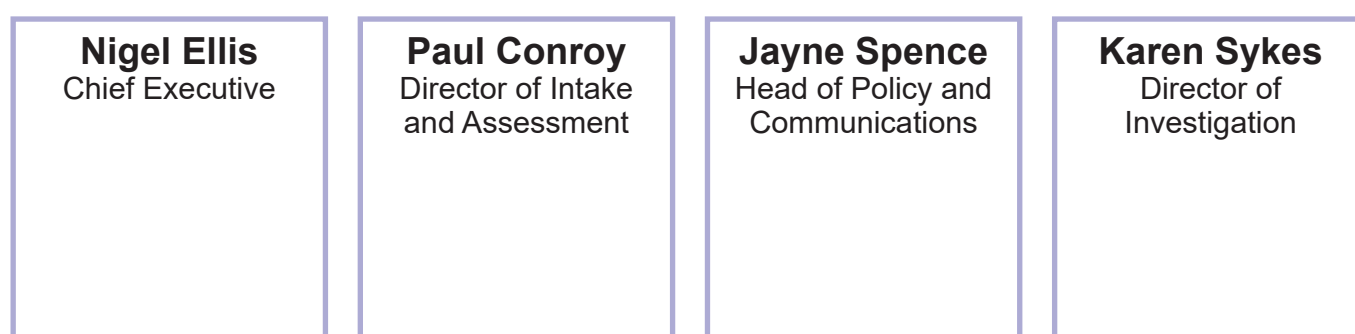 Nigel Ellis
Chief Executive
Paul Conroy
Director of Intake
and Assessment
Jayne Spence
Head of Policy and
Communications
Karen Sykes
Director of
Investigation